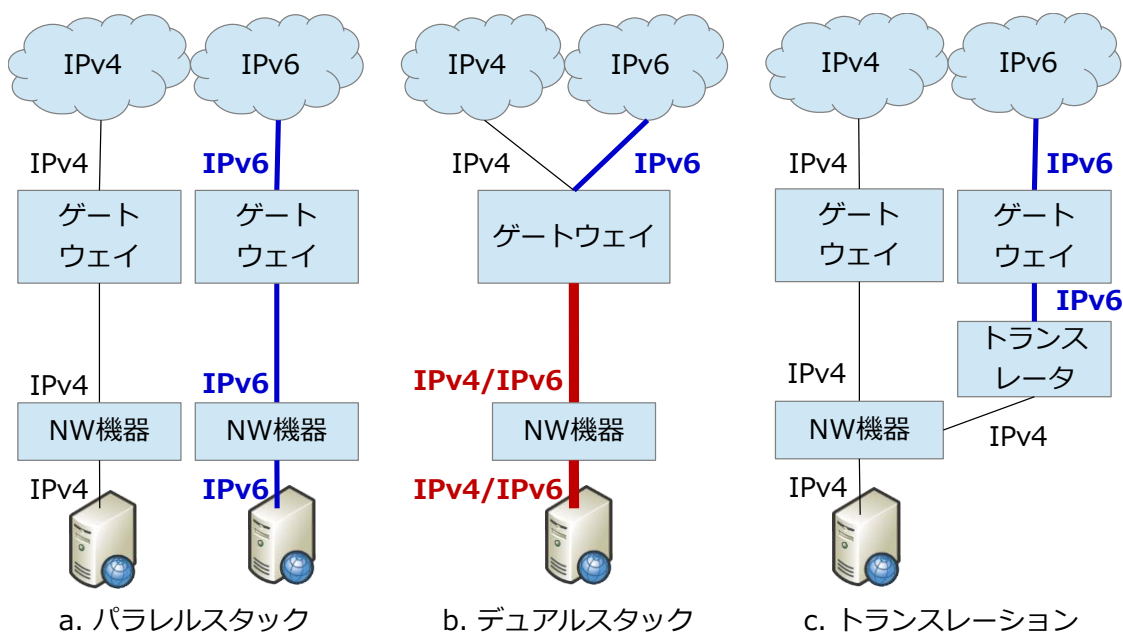 IPv4
IPv6
IPv4
IPv6
ゲート
ウェイ
ゲート
ウェイ
IPv4
IPv6
NW機器
NW機器
IPv4
IPv6
a. パラレルスタック
IPv4
IPv6
IPv4
IPv6
ゲートウェイ
IPv4/IPv6
NW機器
IPv4/IPv6
b. デュアルスタック
IPv4
IPv6
IPv4
IPv6
ゲート
ウェイ
ゲート
ウェイ
IPv6
トランス
レータ
IPv4
NW機器
IPv4
IPv4
c. トランスレーション